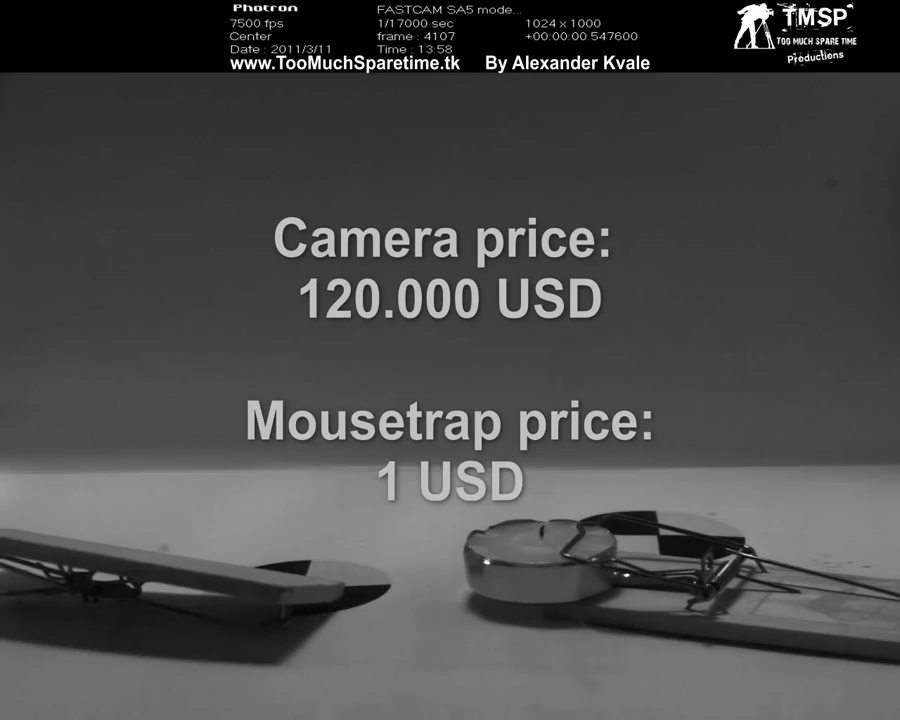 Photron FASTCAM SA5 mode...
7500 fps 1/17000 sec 1024 x 1000
Center frame : 4107 +00:00:00.547600
Date : 2011/3/11 Time : 13:58
www.TooMuchSparetime.tk By Alexander Kvale
TMSP
TOO MUCH SPARE TIME
Productions
Camera price:
120.000 USD
Mousetrap price:
1 USD